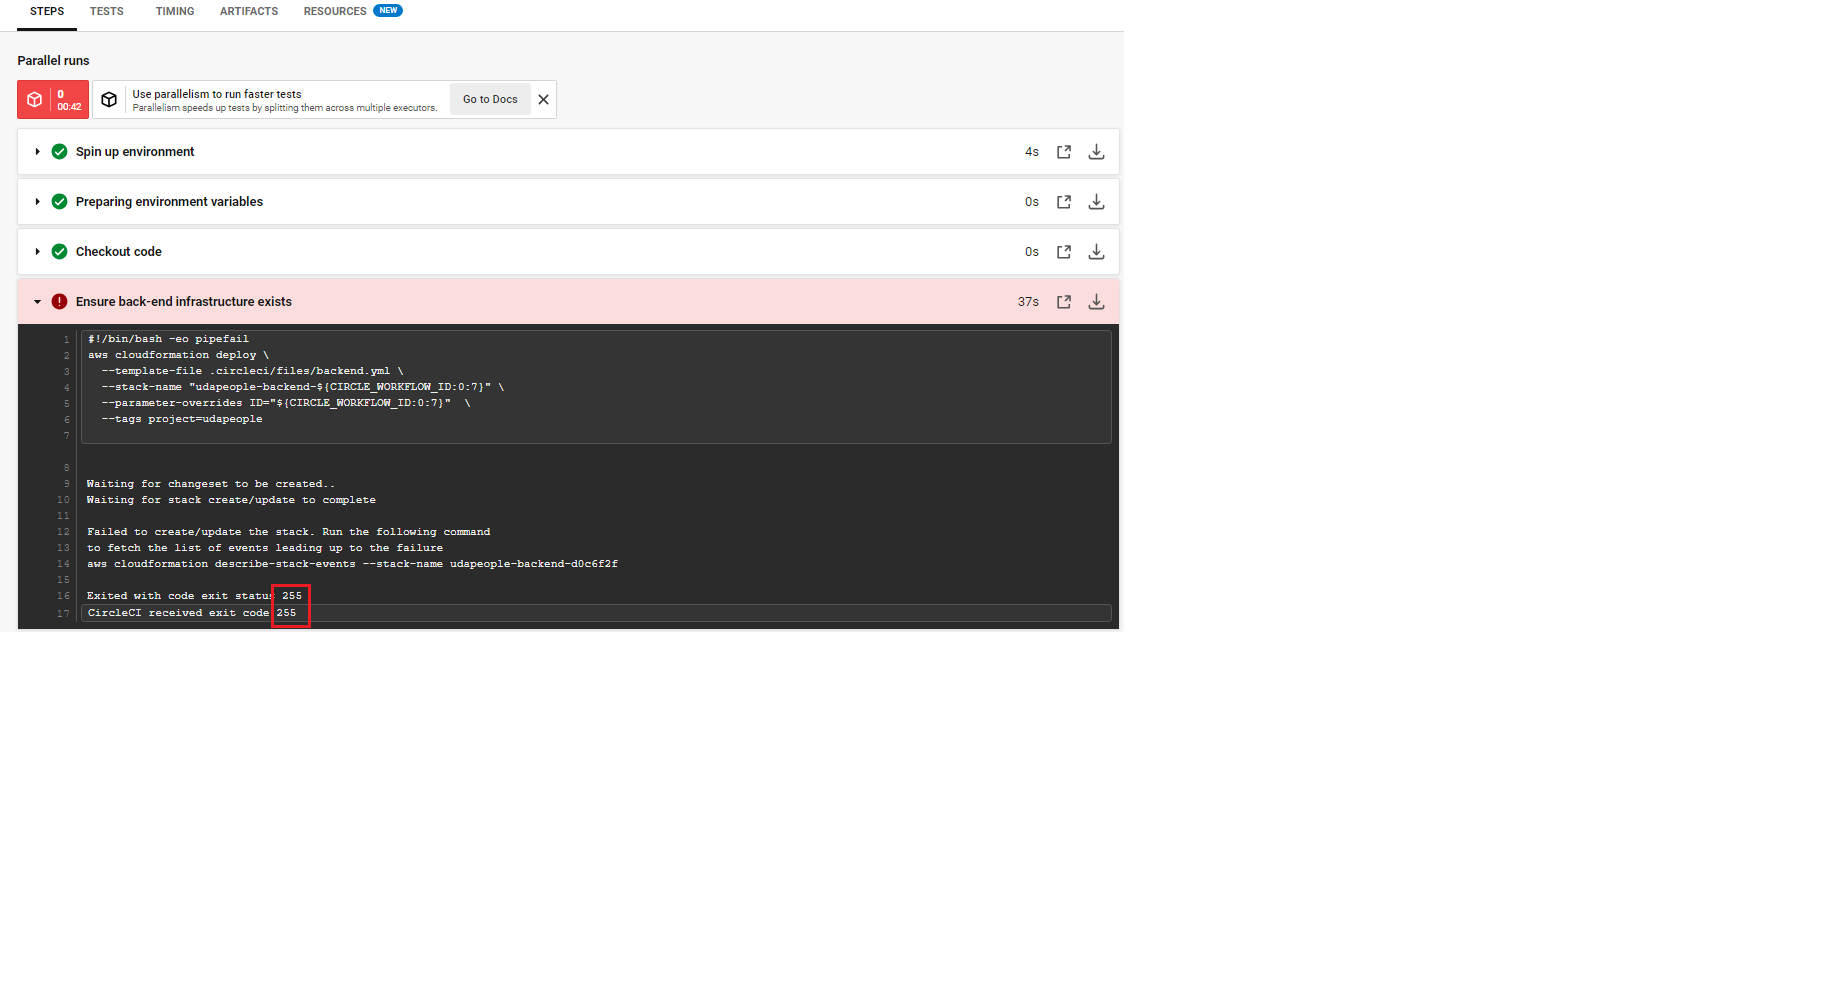 STEPS TESTS TIMING ARTIFACTS RESOURCES NEW
Parallel runs
0
00:42
Use parallelism to run faster tests
Parallelism speeds up tests by splitting them across multiple executors.
Go to Docs
Spin up environment 4s
Preparing environment variables 0s
Checkout code 0s
Ensure back-end infrastructure exists 37s
1 #!/bin/bash -eo pipefail
2 aws cloudformation deploy \
3 --template-file .circleci/files/backend.yml \
4 --stack-name "udapeople-backend-${CIRCLE_WORKFLOW_ID:0:7}" \
5 --parameter-overrides ID="${CIRCLE_WORKFLOW_ID:0:7}"  \
6 --tags project=udapeople
7
8
9 Waiting for changeset to be created..
10 Waiting for stack create/update to complete
11
12 Failed to create/update the stack. Run the following command
13 to fetch the list of events leading up to the failure
14 aws cloudformation describe-stack-events --stack-name udapeople-backend-d0c6f2f
15
16 Exited with code exit status 255
17 CircleCI received exit code 255